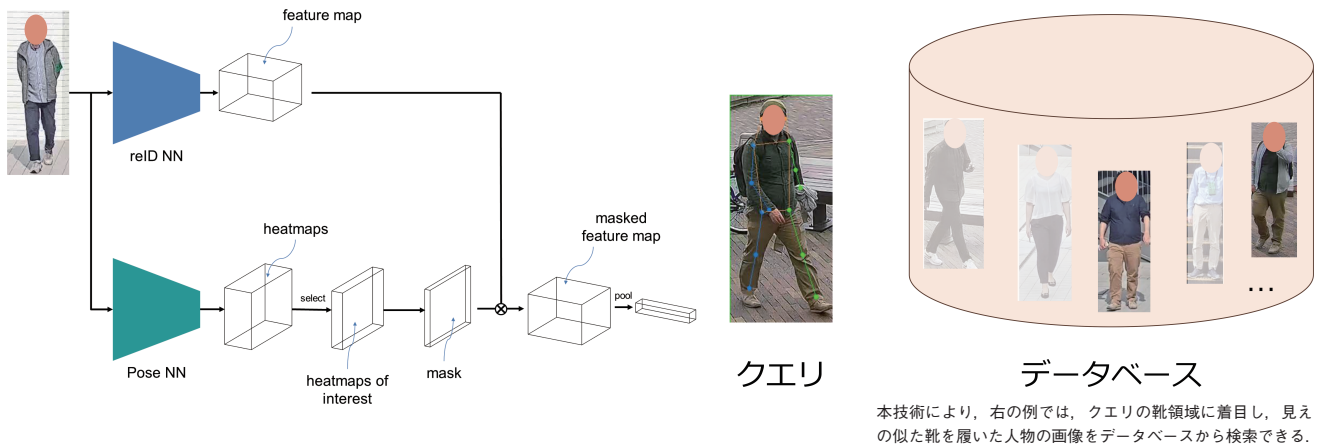 feature map
reID NN
heatmaps
masked
feature map
select
pool
Pose NN
heatmaps of
interest
mask
クエリ
...
データベース
本技術により，右の例では，クエリの靴領域に着目し，見え
の似た靴を履いた人物の画像をデータベースから検索できる．